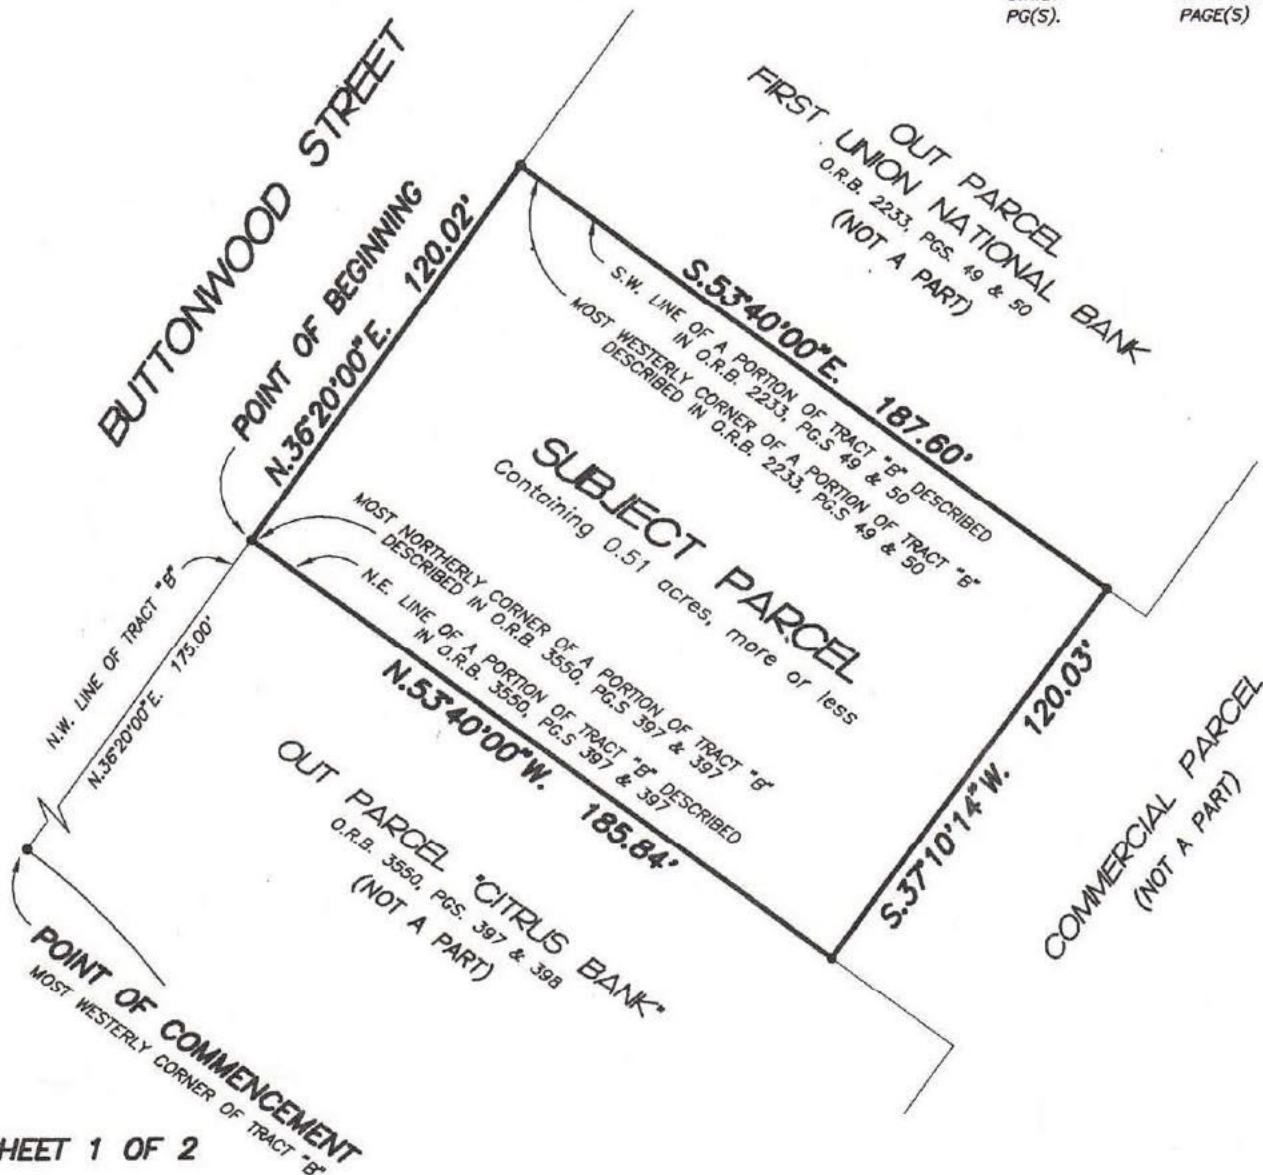 PG(S).
PAGE(S)
BUTTONWOOD STREET
FIRST UNION NATIONAL BANK
OUT PARCEL
O.R.B. 2233, PGS. 49 & 50
(NOT A PART)
POINT OF BEGINNING
N.36°20'00"E. 120.02'
S.53°40'00"E. 187.60'
S.W. LINE OF A PORTION OF TRACT "B" DESCRIBED
IN O.R.B. 2233, PG.S 49 & 50
MOST WESTERLY CORNER OF A PORTION OF TRACT "B"
DESCRIBED IN O.R.B. 2233, PG.S 49 & 50
SUBJECT PARCEL
Containing 0.51 acres, more or less
MOST NORTHERLY CORNER OF A PORTION OF TRACT "B"
DESCRIBED IN O.R.B. 3550, PG.S 397 & 397
N.E. LINE OF A PORTION OF TRACT "B" DESCRIBED
IN O.R.B. 3550, PG.S 397 & 397
N.53°40'00"W. 185.84'
S.37°10'14"W. 120.03'
N.W. LINE OF TRACT "B"
N.36°20'00"E. 175.00'
OUT PARCEL "CITRUS BANK"
O.R.B. 3550, PGS. 397 & 398
(NOT A PART)
COMMERCIAL PARCEL
(NOT A PART)
POINT OF COMMENCEMENT
MOST WESTERLY CORNER OF TRACT "B"
HEET 1 OF 2